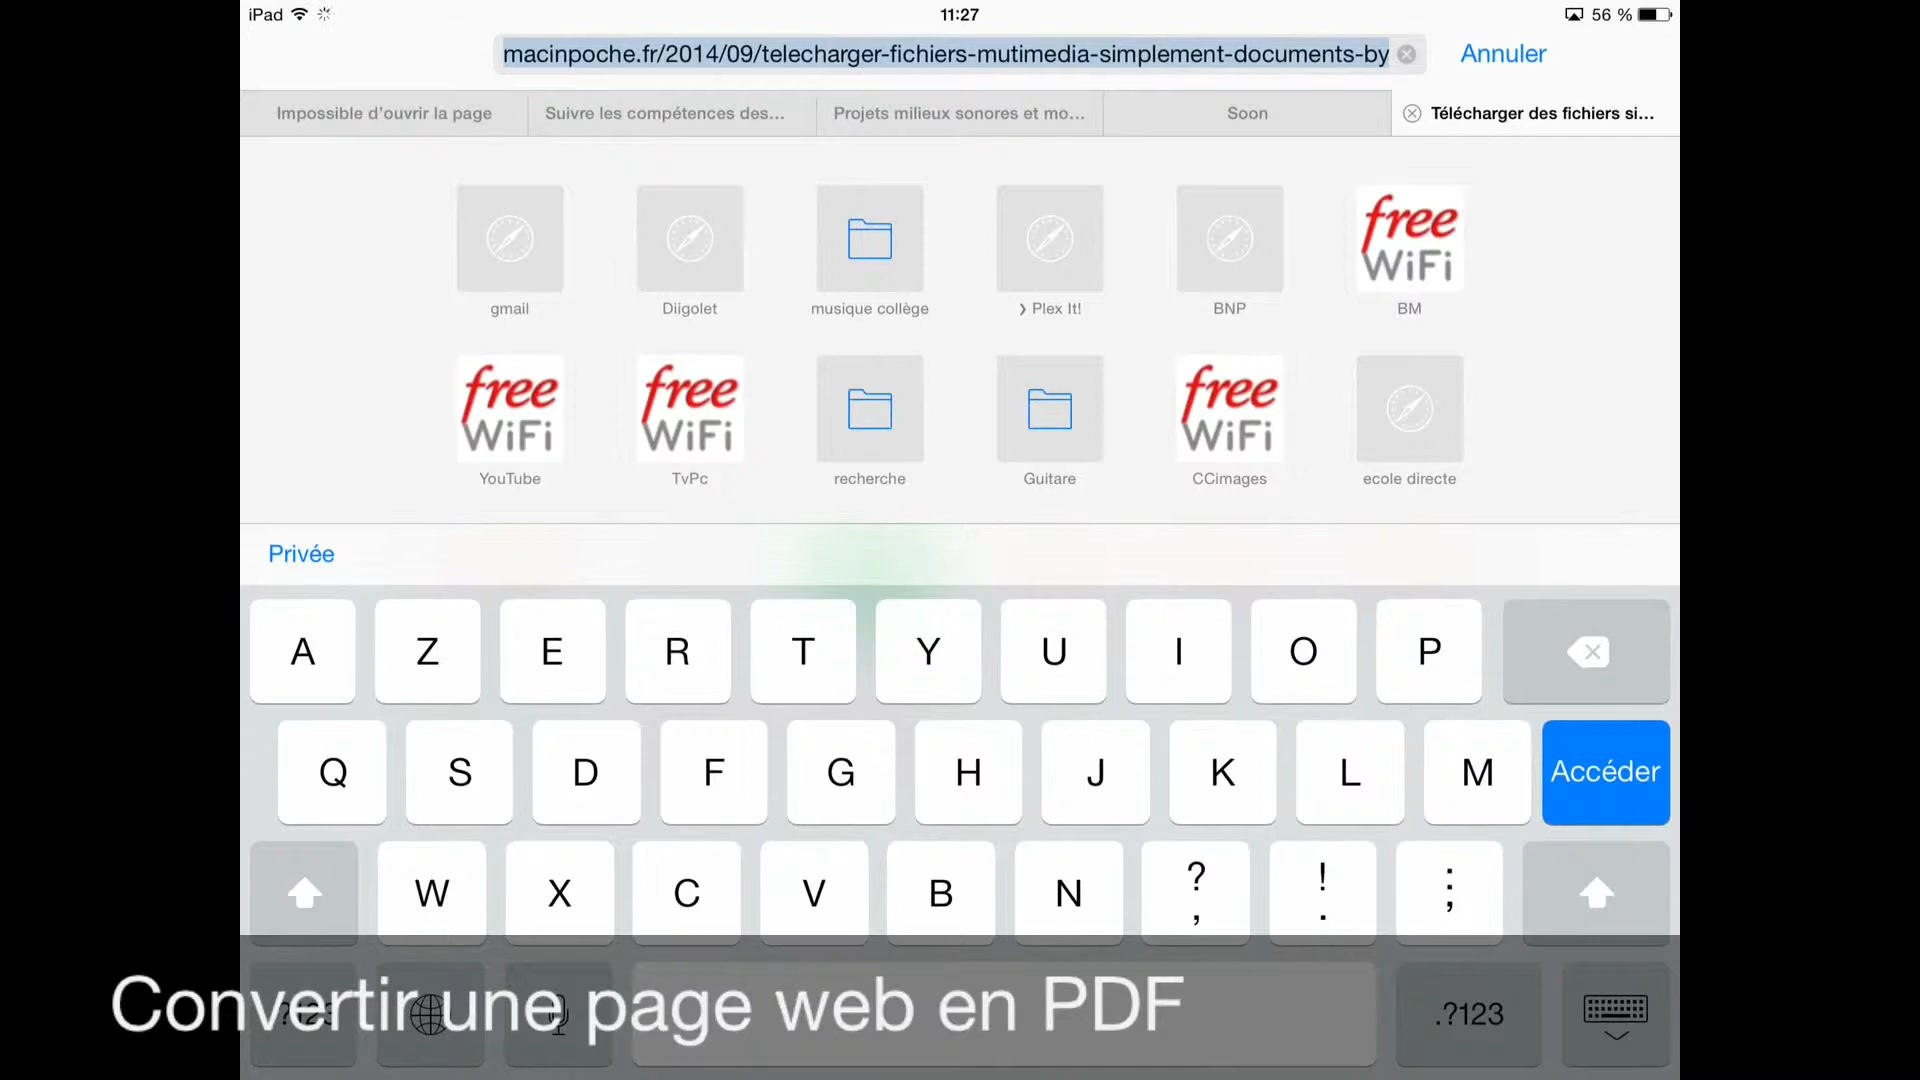 iPad 11:27 56 %
macinpoche.fr/2014/09/telecharger-fichiers-mutimedia-simplement-documents-by Annuler
Impossible d'ouvrir la page Suivre les compétences des... Projets milieux sonores et mo... Soon Télécharger des fichiers si...
free WiFi
gmail Diigolet musique collège ❯ Plex It! BNP BM
free WiFi free WiFi free WiFi
YouTube TvPc recherche Guitare CCimages ecole directe
Privée
A Z E R T Y U I O P
Q S D F G H J K L M Accéder
W X C V B N ? , ! . : ;
.?123 .?123
Convertir une page web en PDF